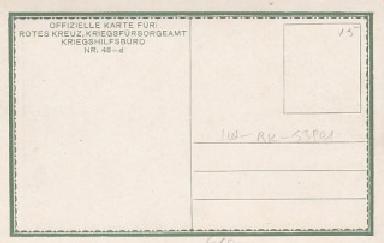 OFFIZIELLE KARTE FÜR:
ROTES KREUZ, KRIEGSFÜRSORGEAMT
KRIEGSHILFSBÜRO
NR. 48-d
15